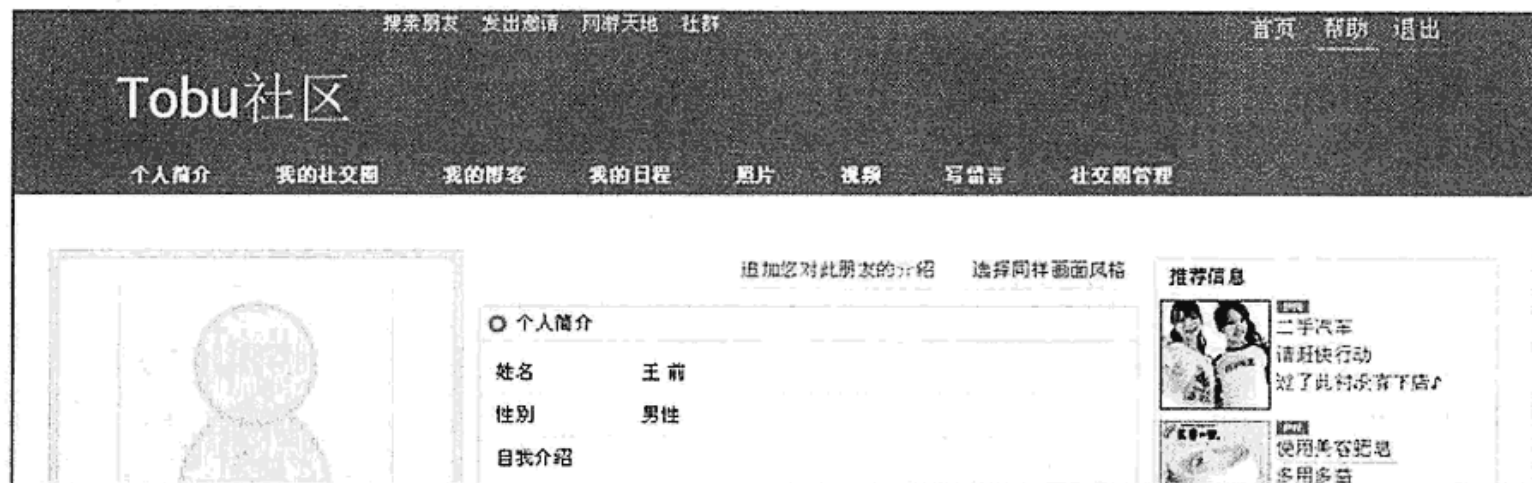 搜索朋友 发出邀请 网游天地 社群
首页 帮助 退出
Tobu社区
个人简介 我的社交圈 我的博客 我的日程 照片 视频 写留言 社交圈管理
追加您对此朋友的介绍 选择同样画面风格
个人简介
姓名 王 前
性别 男性
自我介绍
推荐信息
二手汽车
请赶快行动
过了此村没有下店♪
使用美容肥皂
多用多益